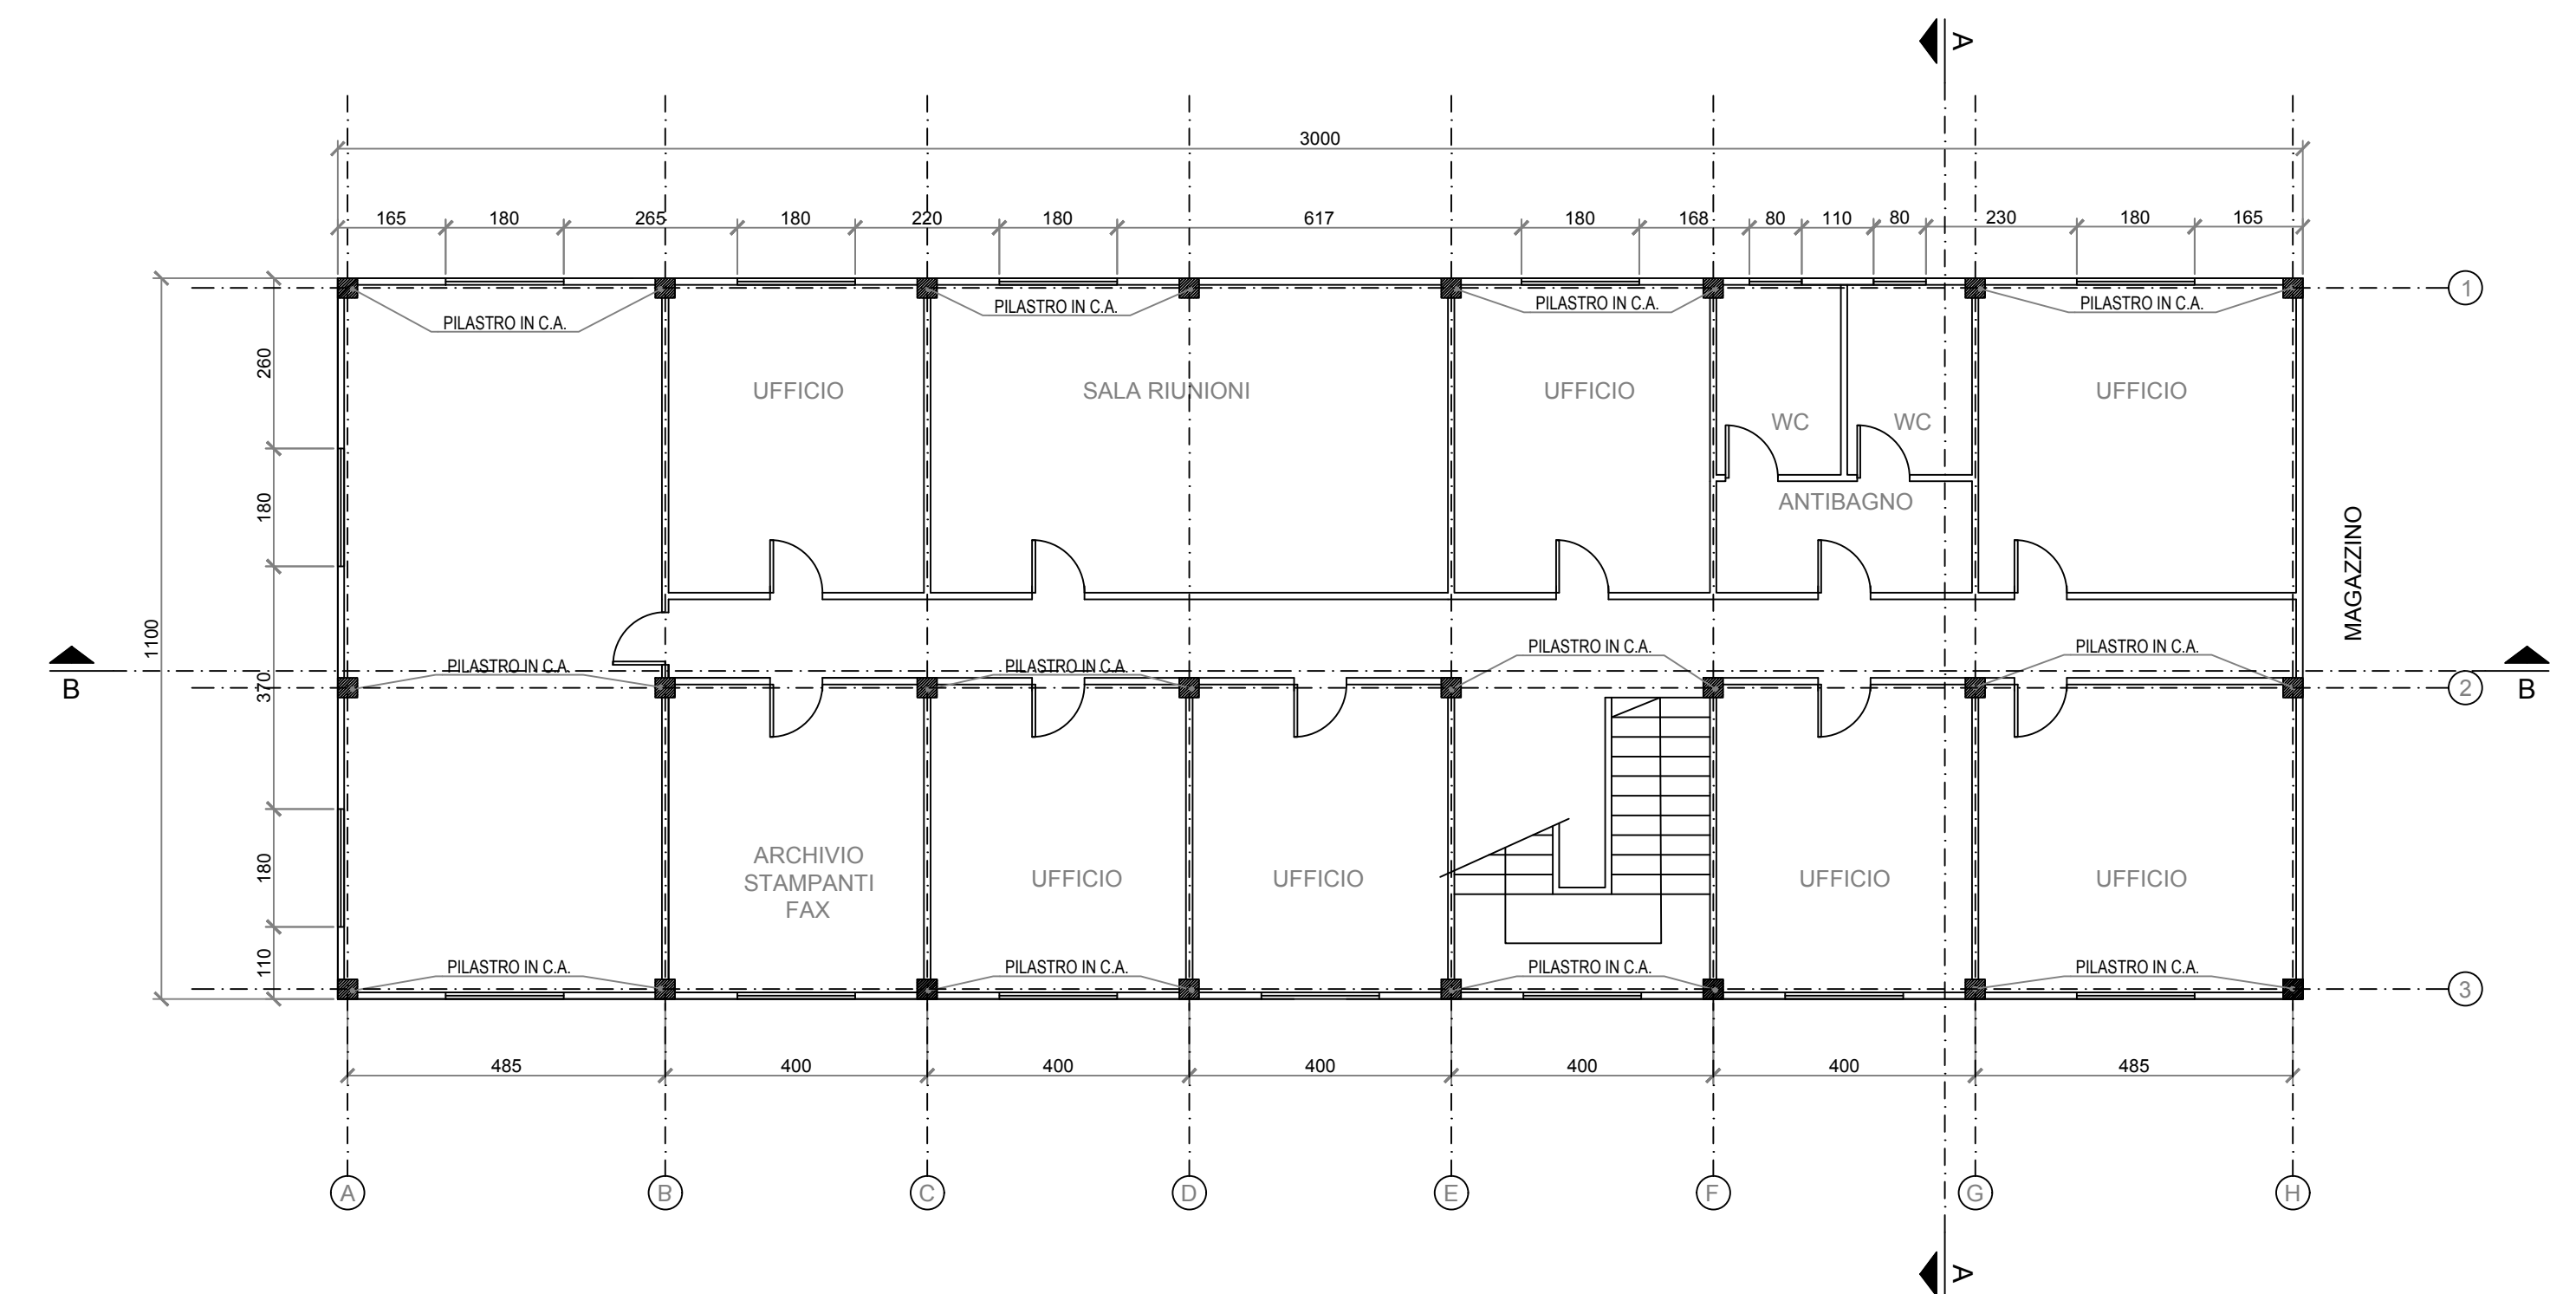 A
3000
165 180 265 180 220 180 617 180 168 80 110 80 230 180 165
1
PILASTRO IN C.A. PILASTRO IN C.A. PILASTRO IN C.A. PILASTRO IN C.A.
260
UFFICIO SALA RIUNIONI UFFICIO WC WC UFFICIO
180
ANTIBAGNO
MAGAZZINO
1100
PILASTRO IN C.A. PILASTRO IN C.A. PILASTRO IN C.A. PILASTRO IN C.A.
B 370 2 B
180
ARCHIVIO
STAMPANTI
FAX
UFFICIO UFFICIO UFFICIO UFFICIO
110
PILASTRO IN C.A. PILASTRO IN C.A. PILASTRO IN C.A. PILASTRO IN C.A.
3
485 400 400 400 400 400 485
A B C D E F G H
A